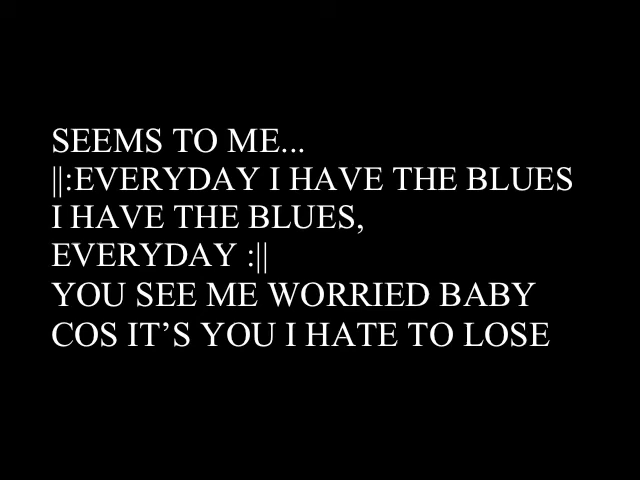 SEEMS TO ME...
||:EVERYDAY I HAVE THE BLUES
I HAVE THE BLUES,
EVERYDAY :||
YOU SEE ME WORRIED BABY
COS IT’S YOU I HATE TO LOSE